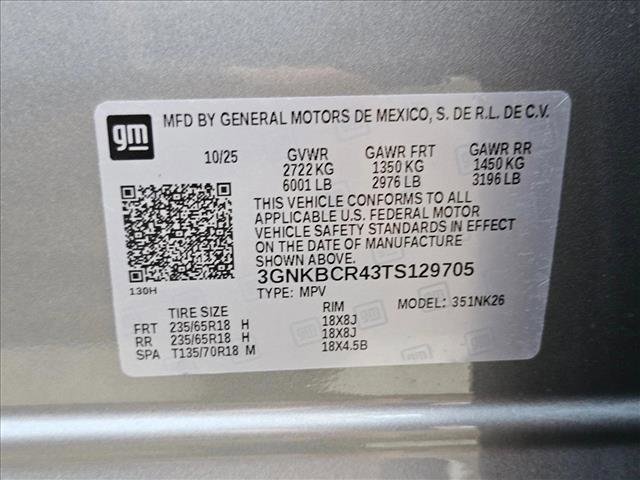 gm
MFD BY GENERAL MOTORS DE MEXICO, S. DE R.L. DE C.V.
10/25 GVWR GAWR FRT GAWR RR
2722 KG 1350 KG 1450 KG
6001 LB 2976 LB 3196 LB
THIS VEHICLE CONFORMS TO ALL
APPLICABLE U.S. FEDERAL MOTOR
VEHICLE SAFETY STANDARDS IN EFFECT
ON THE DATE OF MANUFACTURE
SHOWN ABOVE.
130H
3GNKBCR43TS129705
TYPE: MPV MODEL: 351NK26
TIRE SIZE RIM
FRT 235/65R18 H 18X8J
RR 235/65R18 H 18X8J
SPA T135/70R18 M 18X4.5B